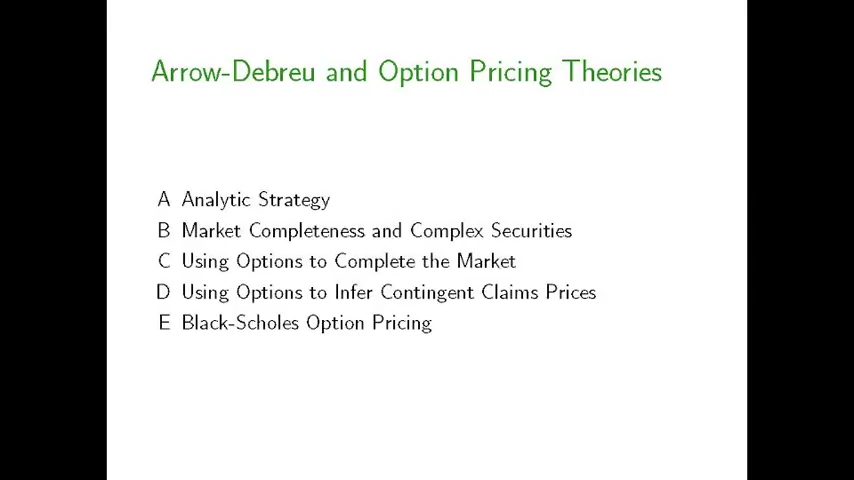 Arrow-Debreu and Option Pricing Theories
A Analytic Strategy
B Market Completeness and Complex Securities
C Using Options to Complete the Market
D Using Options to Infer Contingent Claims Prices
E Black-Scholes Option Pricing